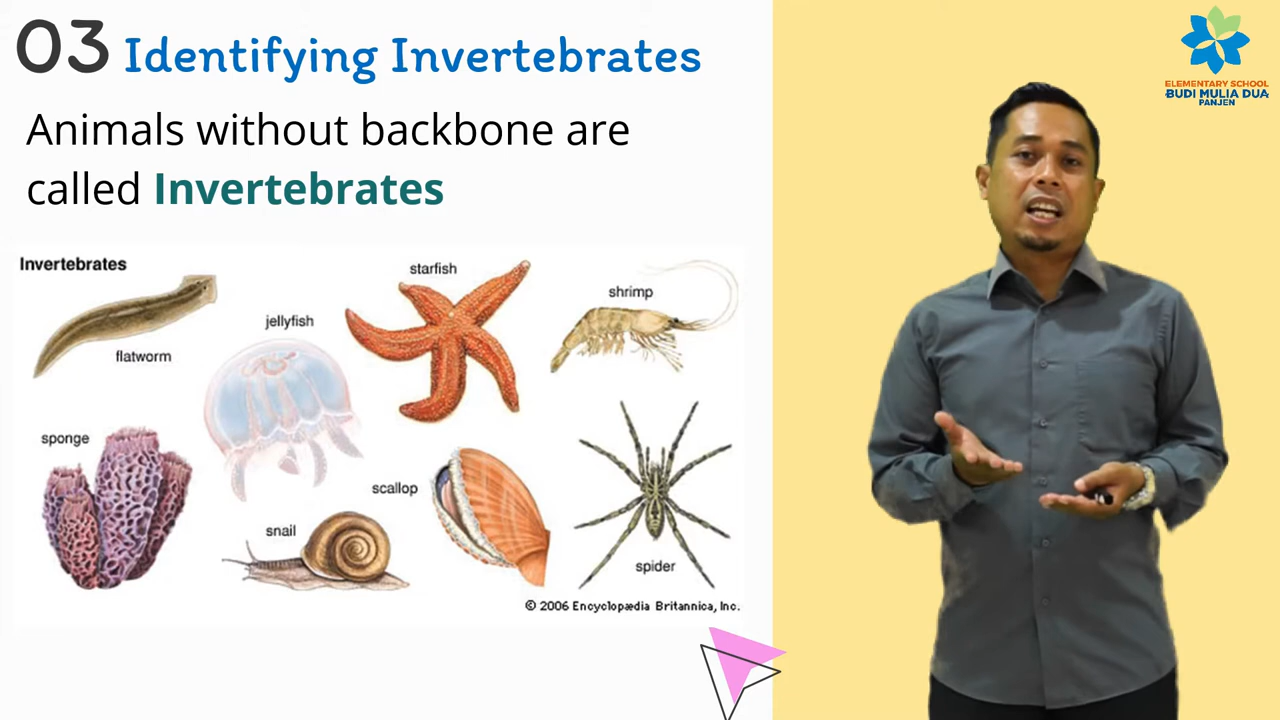 03 Identifying Invertebrates
Animals without backbone are
called Invertebrates
Invertebrates
flatworm
jellyfish
starfish
shrimp
sponge
snail
scallop
spider
© 2006 Encyclopædia Britannica, Inc.
ELEMENTARY SCHOOL
BUDI MULIA DUA
PANJEN